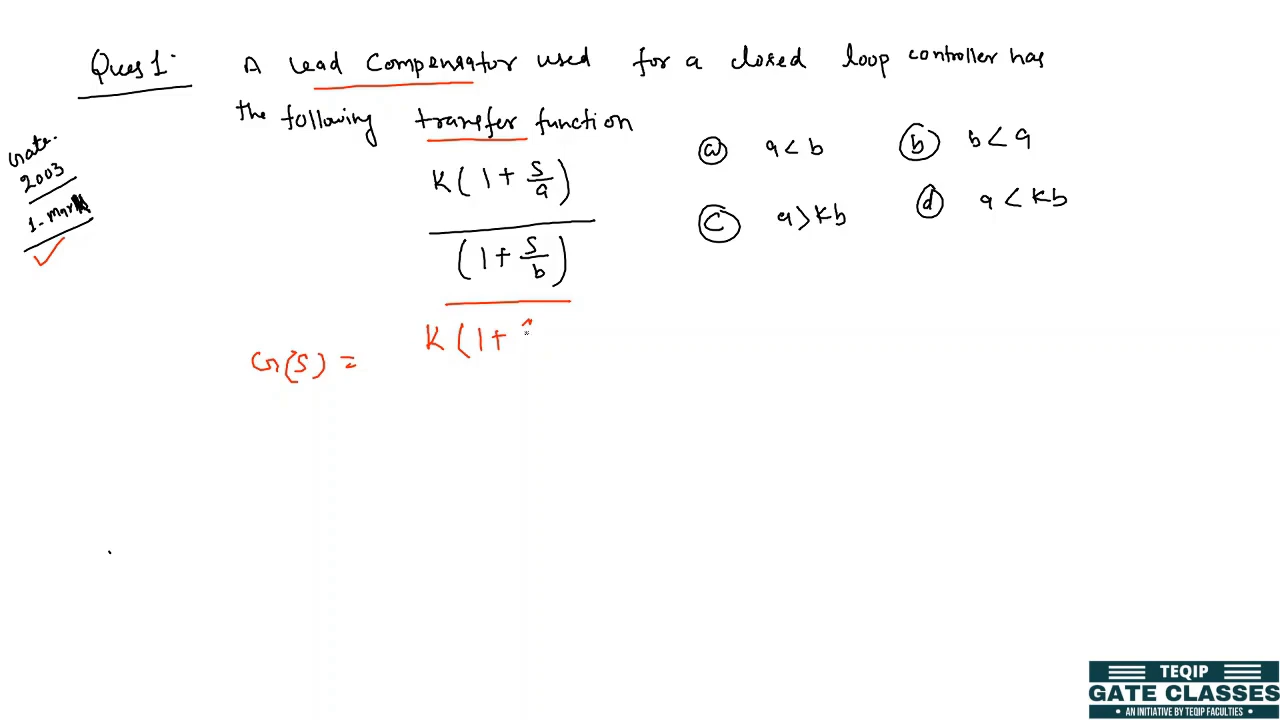 Ques 1. A lead compensator used for a closed loop controller has
the following transfer function
Gate.
2003
1-mark
K(1 + s/a)
(1 + s/b)
(a) a < b (b) b < a
(c) a > Kb (d) a < Kb
G(s) = K(1+
TEQIP
GATE CLASSES
AN INITIATIVE BY TEQIP FACULTIES